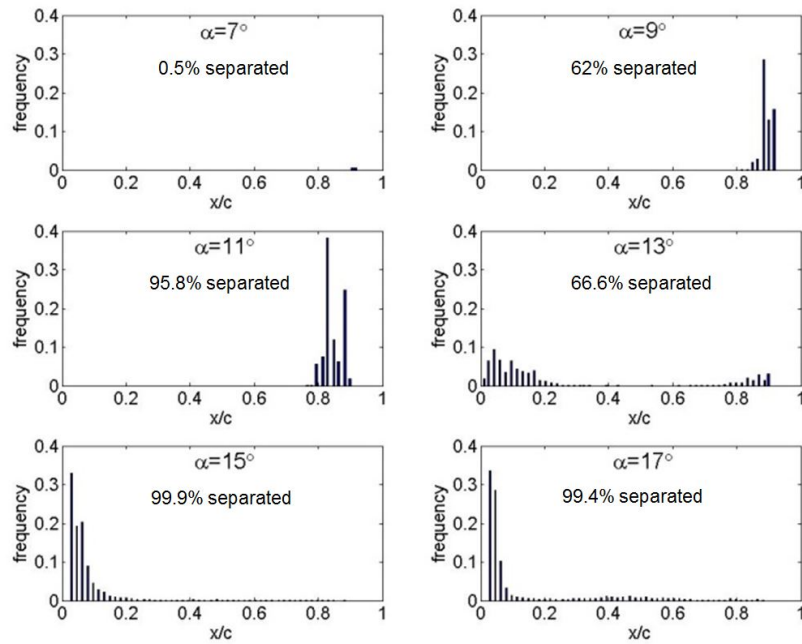 α=7°
0.5% separated
frequency
0.4
0.3
0.2
0.1
0
0 0.2 0.4 0.6 0.8 1
x/c
α=9°
62% separated
frequency
0.4
0.3
0.2
0.1
0
0 0.2 0.4 0.6 0.8 1
x/c
α=11°
95.8% separated
frequency
0.4
0.3
0.2
0.1
0
0 0.2 0.4 0.6 0.8 1
x/c
α=13°
66.6% separated
frequency
0.4
0.3
0.2
0.1
0
0 0.2 0.4 0.6 0.8 1
x/c
α=15°
99.9% separated
frequency
0.4
0.3
0.2
0.1
0
0 0.2 0.4 0.6 0.8 1
x/c
α=17°
99.4% separated
frequency
0.4
0.3
0.2
0.1
0
0 0.2 0.4 0.6 0.8 1
x/c